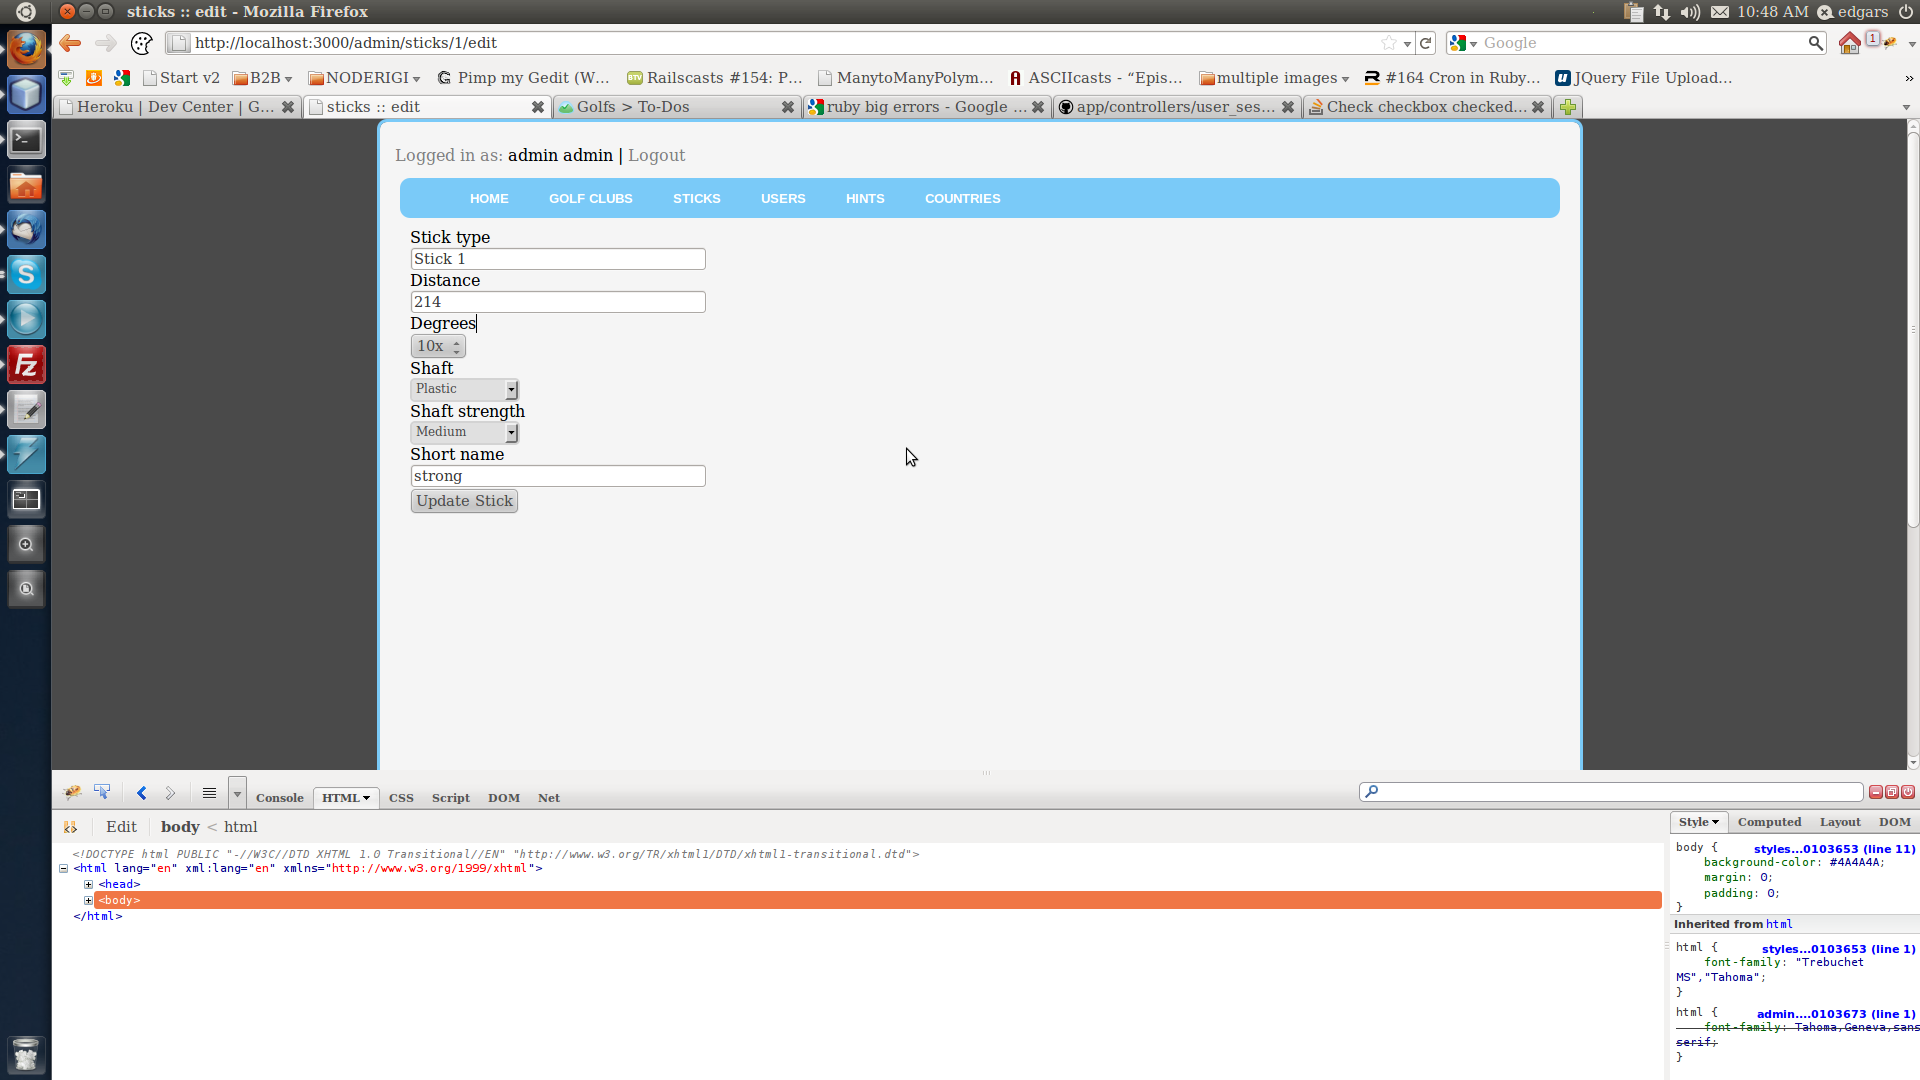 sticks :: edit - Mozilla Firefox
10:48 AM edgars
http://localhost:3000/admin/sticks/1/edit
Google
1
Start v2 B2B NODERIGI Pimp my Gedit (W... Railscasts #154: P... ManytoManyPolym... ASCIIcasts - “Epis... multiple images #164 Cron in Ruby... JQuery File Upload... »
Heroku | Dev Center | G... sticks :: edit Golfs > To-Dos ruby big errors - Google ... app/controllers/user_ses... Check checkbox checked...
Logged in as: admin admin | Logout
HOME GOLF CLUBS STICKS USERS HINTS COUNTRIES
Stick type
Stick 1
Distance
214
Degrees
10x
Shaft
Plastic
Shaft strength
Medium
Short name
strong
Update Stick
Console HTML CSS Script DOM Net
Edit body < html
<!DOCTYPE html PUBLIC "-//W3C//DTD XHTML 1.0 Transitional//EN" "http://www.w3.org/TR/xhtml1/DTD/xhtml1-transitional.dtd">
<html lang="en" xml:lang="en" xmlns="http://www.w3.org/1999/xhtml">
<head>
<body>
</html>
Style Computed Layout DOM
body { styles...0103653 (line 11)
background-color: #4A4A4A;
margin: 0;
padding: 0;
}
Inherited from html
html { styles...0103653 (line 1)
font-family: "Trebuchet
MS","Tahoma";
}
html { admin....0103673 (line 1)
font-family: Tahoma,Geneva,sans
serif;
}